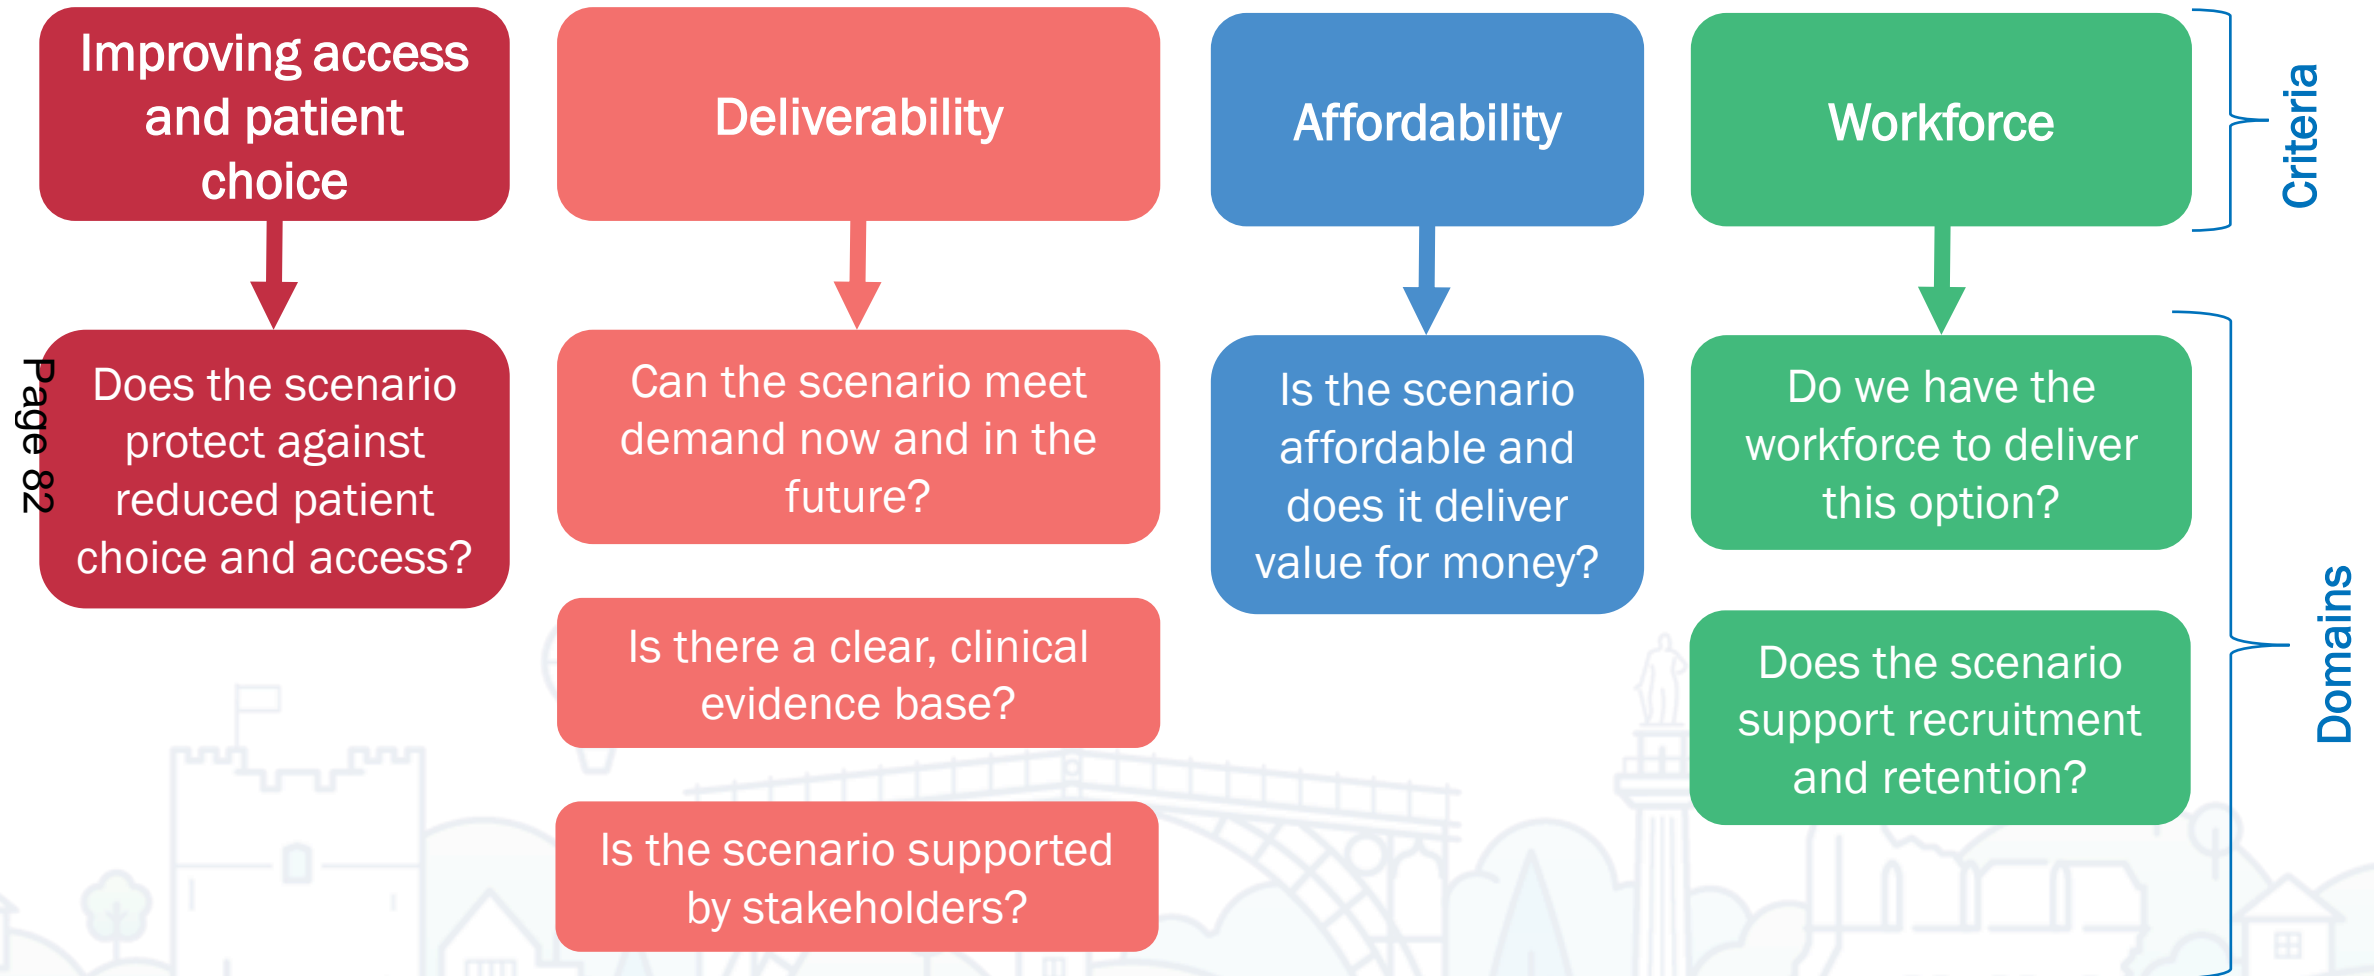 Improving access
and patient
choice
Deliverability
Affordability
Workforce
Criteria
Page 82
Does the scenario
protect against
reduced patient
choice and access?
Can the scenario meet
demand now and in the
future?
Is there a clear, clinical
evidence base?
Is the scenario supported
by stakeholders?
Is the scenario
affordable and
does it deliver
value for money?
Do we have the
workforce to deliver
this option?
Does the scenario
support recruitment
and retention?
Domains